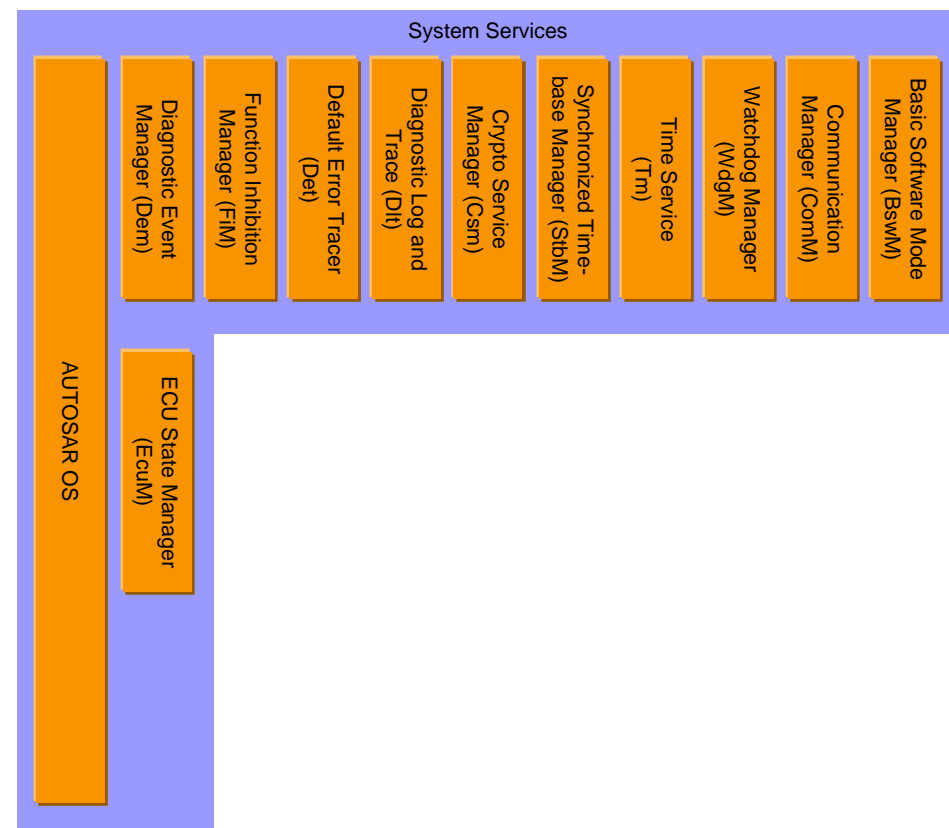 System Services
AUTOSAR OS
Diagnostic Event
Manager (Dem)
Function Inhibition
Manager (FiM)
Default Error Tracer
(Det)
Diagnostic Log and
Trace (Dlt)
Crypto Service
Manager (Csm)
Synchronized Time-
base Manager (StbM)
Time Service
(Tm)
Watchdog Manager
(WdgM)
Communication
Manager (ComM)
Basic Software Mode
Manager (BswM)
ECU State Manager
(EcuM)